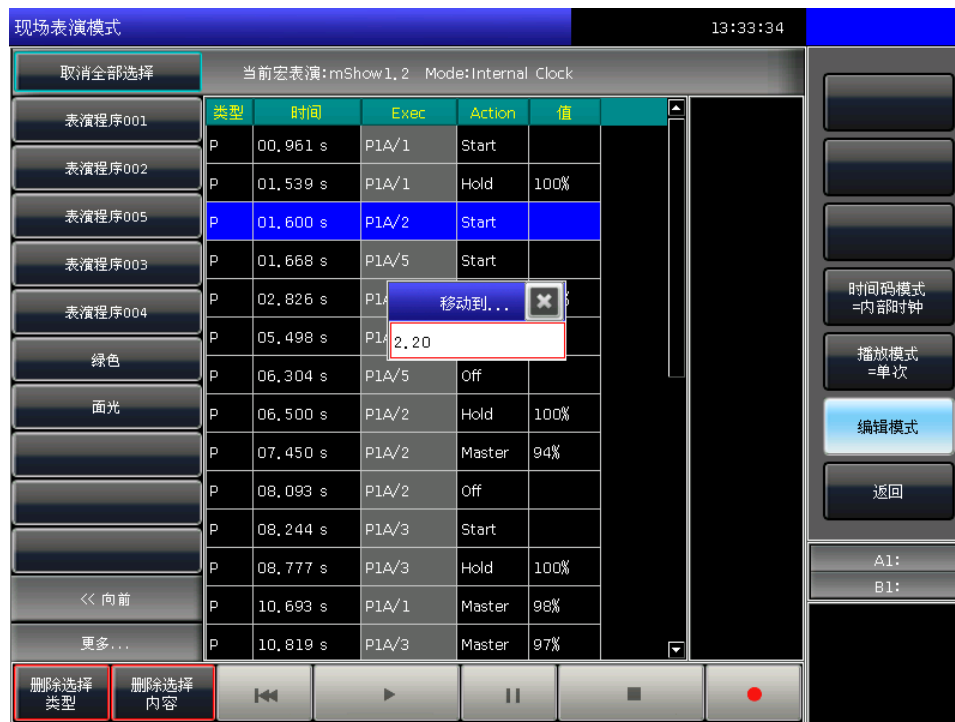 现场表演模式
13:33:34
取消全部选择
当前宏表演:mShow1.2 Mode:Internal Clock
表演程序001
表演程序002
表演程序005
表演程序003
表演程序004
绿色
面光
<< 向前
更多...
类型 时间 Exec Action 值
P 00.961 s P1A/1 Start
P 01.539 s P1A/1 Hold 100%
P 01.600 s P1A/2 Start
P 01.668 s P1A/5 Start
P 02.826 s P1A
P 05.498 s P1A
P 06.304 s P1A/5 Off
P 06.500 s P1A/2 Hold 100%
P 07.450 s P1A/2 Master 94%
P 08.093 s P1A/2 Off
P 08.244 s P1A/3 Start
P 08.777 s P1A/3 Hold 100%
P 10.693 s P1A/1 Master 98%
P 10.819 s P1A/3 Master 97%
移动到...
2.20
时间码模式
=内部时钟
播放模式
=单次
编辑模式
返回
A1:
B1:
删除选择
类型
删除选择
内容